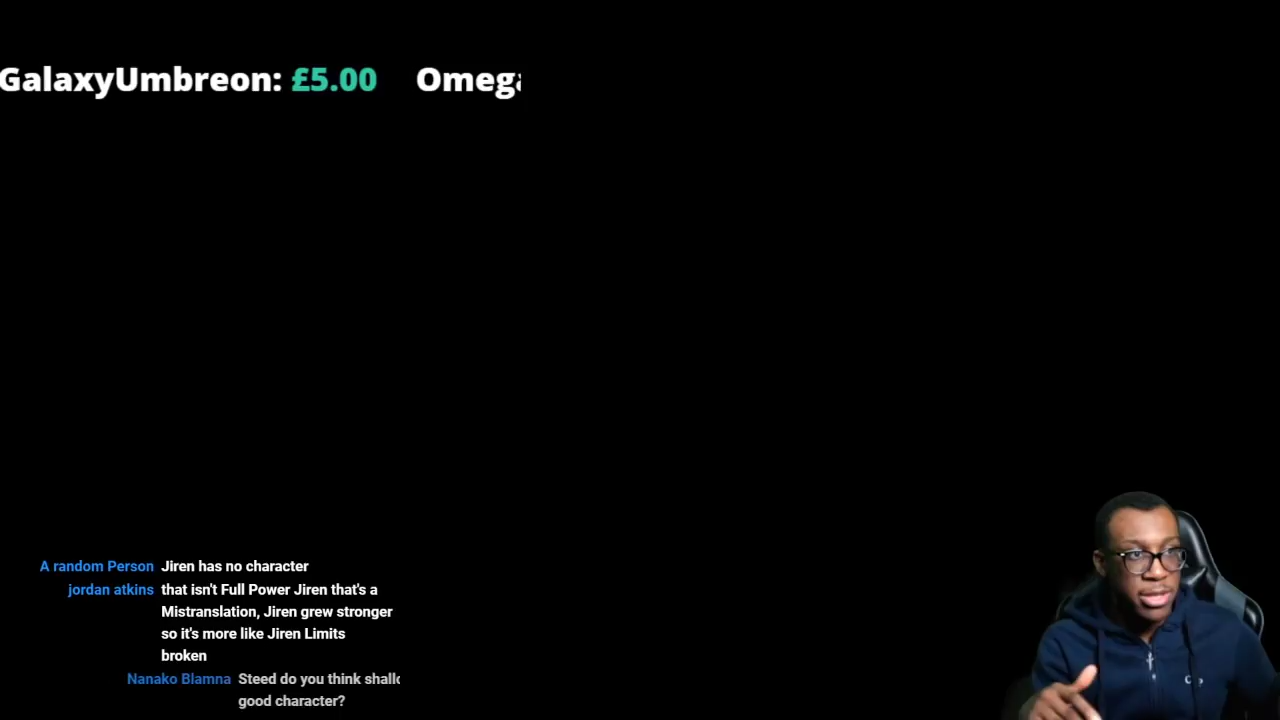 GalaxyUmbreon: £5.00
A random Person Jiren has no character
jordan atkins that isn't Full Power Jiren that's a
Mistranslation, Jiren grew stronger
so it's more like Jiren Limits
broken
Nanako Blamna Steed do you think
good character?